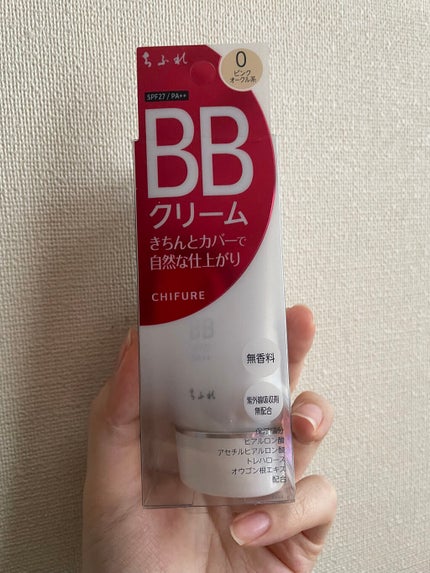 ちふれ
0
ピンク
オークル系
SPF27 / PA++
BB
クリーム
きちんとカバーで
自然な仕上がり
CHIFURE
BB
ちふれ
無香料
紫外線吸収剤
無配合
保湿成分
ヒアルロン酸
アセチルヒアルロン酸
トレハロース
オウゴン根エキス
配合